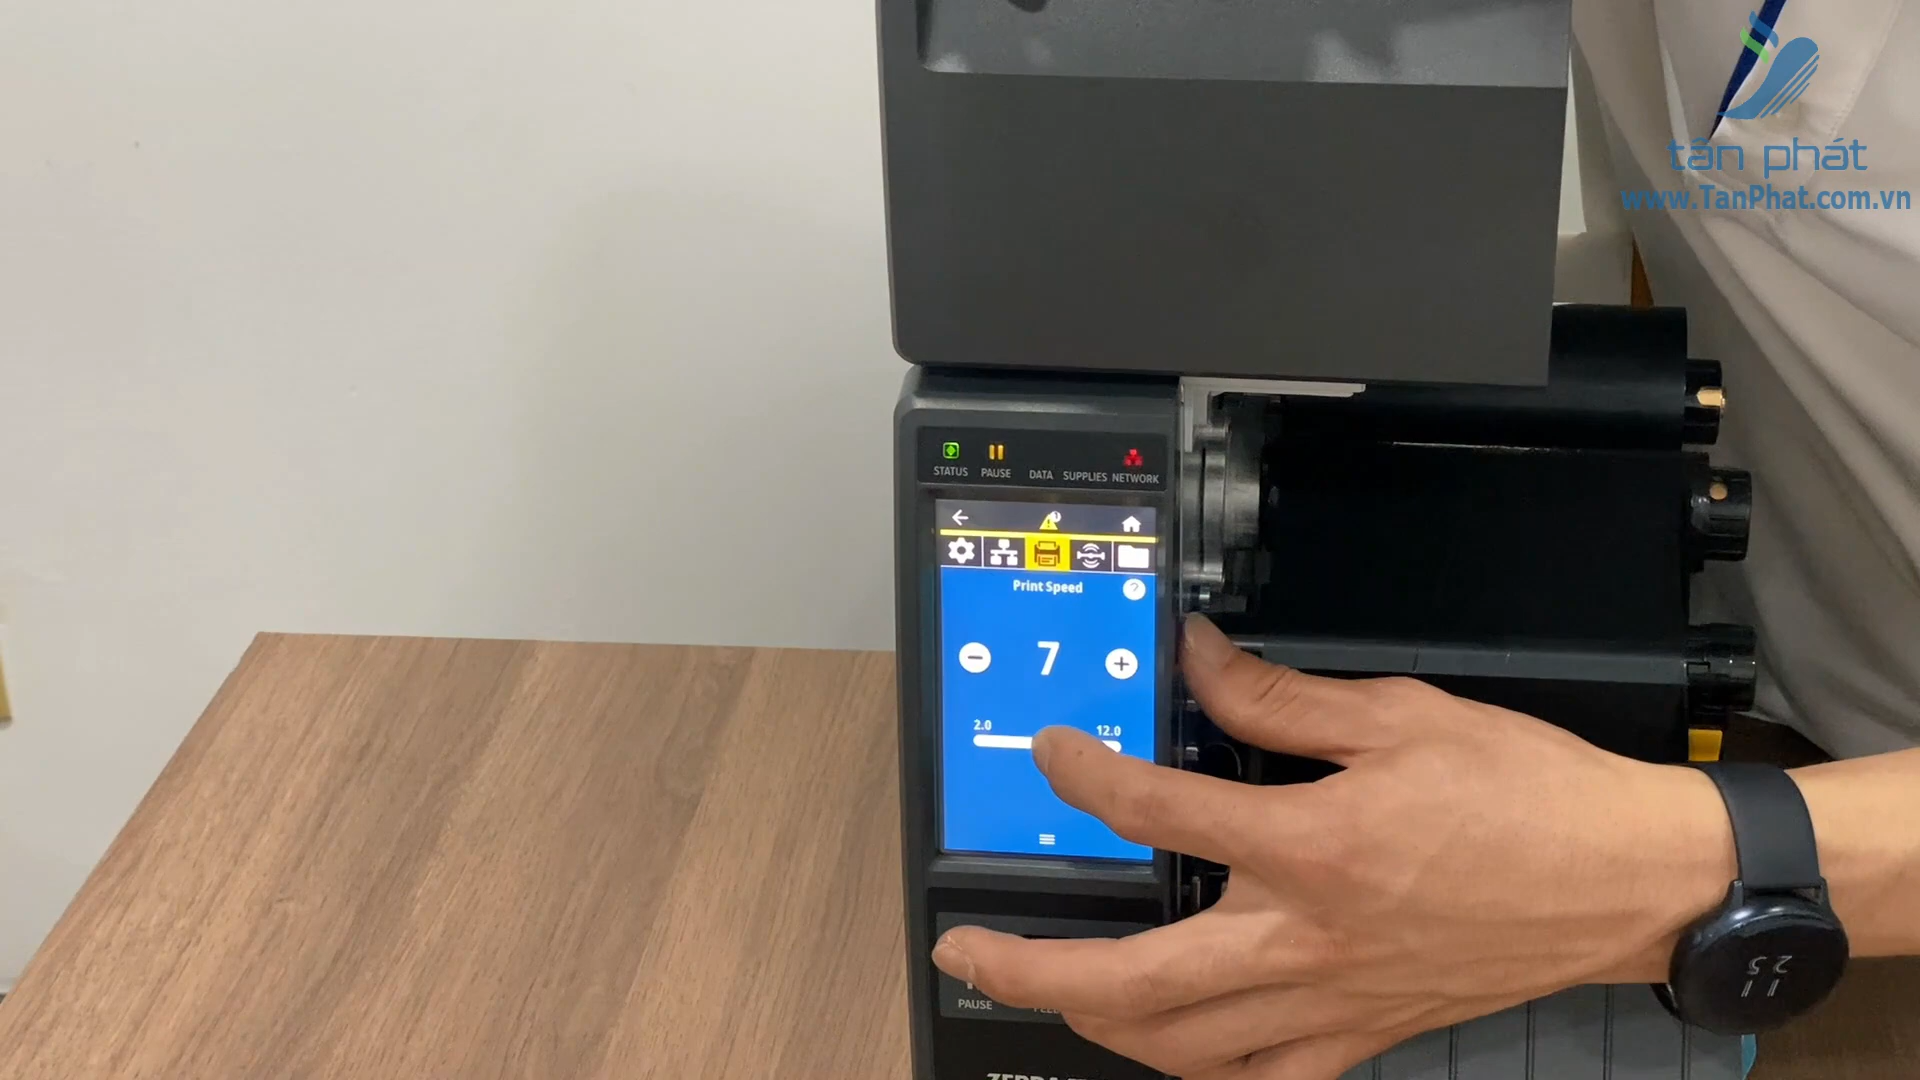 tân phát
www.TanPhat.com.vn
STATUS PAUSE DATA SUPPLIES NETWORK
Print Speed
?
7
2.0 12.0
PAUSE
ZEBRA